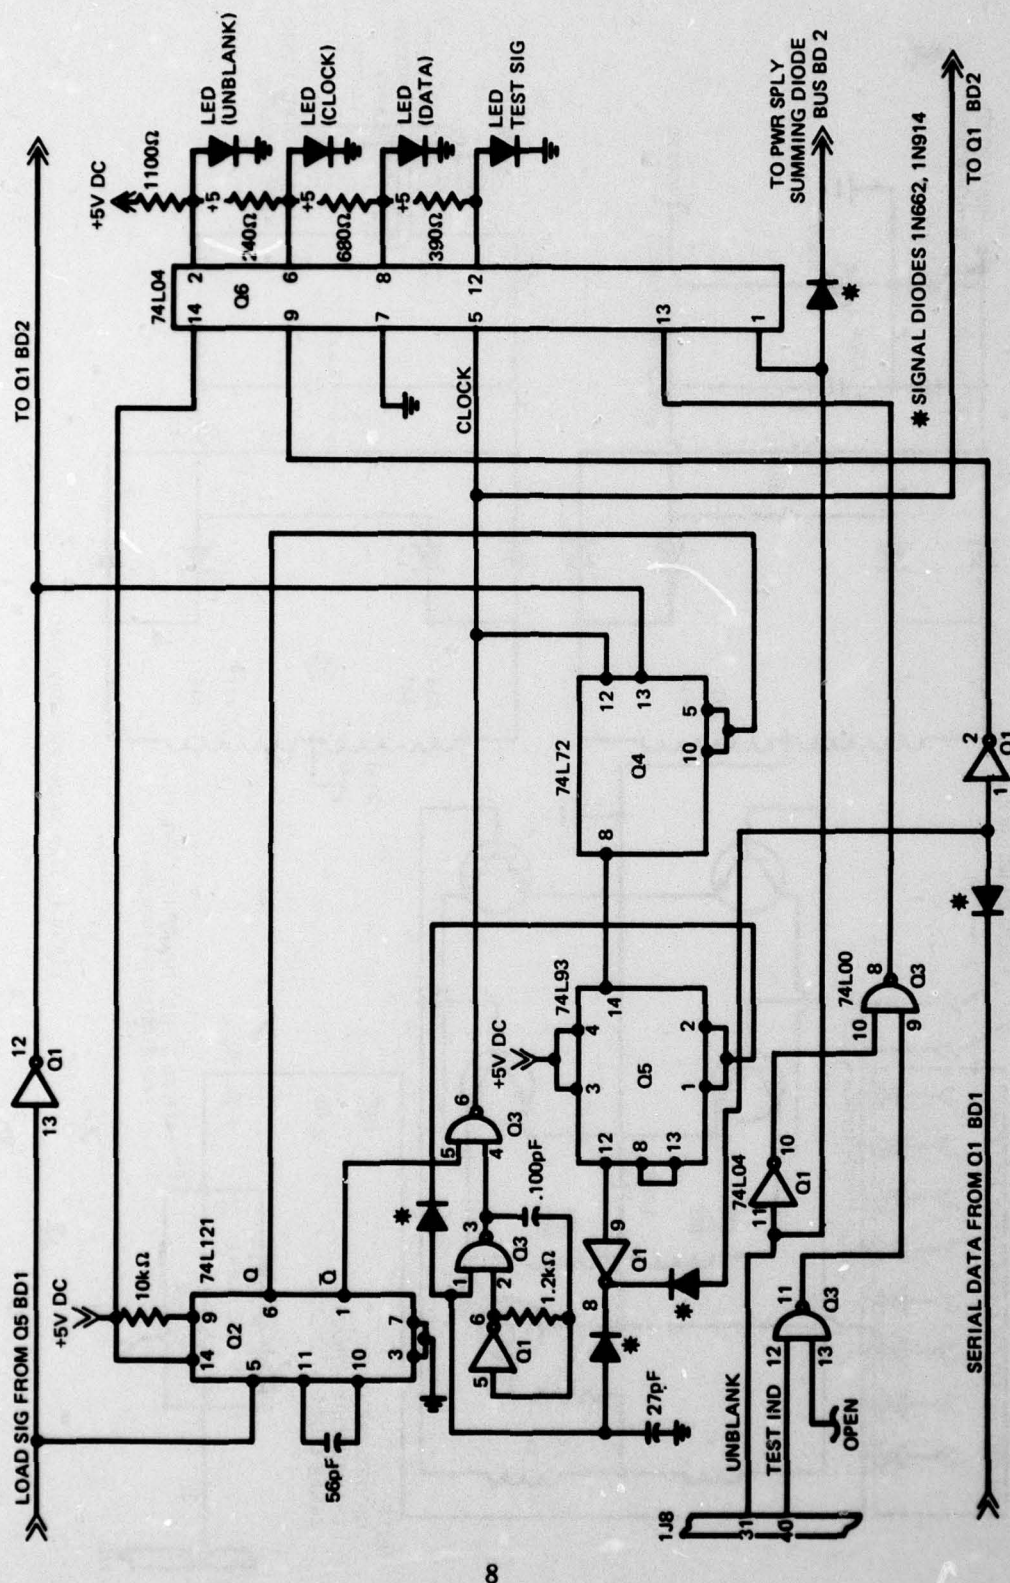 LOAD SIG FROM Q5 BD1
13
12
Q1
TO Q1 BD2
+5V DC
10kΩ
74L121
14
9
Q2
5
11
10
3
7
6
Q
1
Q̅
56pF
+5V DC
1100Ω
74L04
14
2
Q6
+5
240Ω
9
6
+5
680Ω
7
8
+5
390Ω
5
12
13
1
LED
(UNBLANK)
LED
(CLOCK)
LED
(DATA)
LED
TEST SIG
CLOCK
5
4
6
Q3
1
2
3
Q3
.100pF
1.2kΩ
5
6
Q1
27pF
+5V DC
74L93
3
4
14
12
8
13
Q5
1
2
9
8
Q1
74L72
8
12
13
Q4
10
5
TO PWR SPLY
SUMMING DIODE
BUS BD 2
✱
✱
✱
✱
✱
✱ SIGNAL DIODES 1N662, 1N914
TO Q1 BD2
74L04
11
10
Q1
74L00
10
9
8
Q3
12
13
11
Q3
OPEN
UNBLANK
TEST IND
1J8
31
40
SERIAL DATA FROM Q1 BD1
1
2
Q1
8